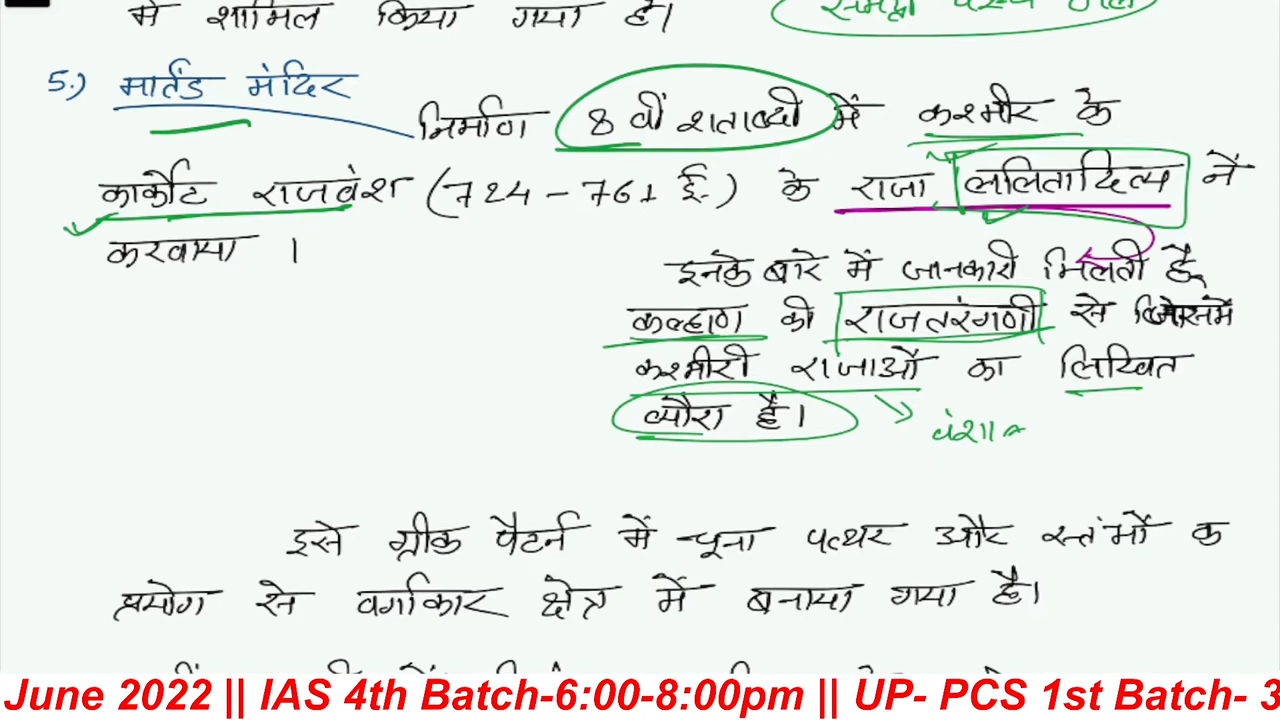 में शामिल किया गया है।
5.) मार्तंड मंदिर
निर्माण 8 वीं शताब्दी में कश्मीर के
कार्कोट राजवंश (724 - 761 ई.) के राजा ललितादित्य ने
करवाया ।
इनके बारे में जानकारी मिलती है
कल्हाण की राजतरंगणी से जिसमें
कश्मीरी राजाओं का लिखित
ब्यौरा है।
इसे ग्रीक पैटर्न में चूना पत्थर और स्तंभों क
प्रयोग से वर्गाकार क्षेत्र में बनाया गया है।
June 2022 || IAS 4th Batch-6:00-8:00pm || UP- PCS 1st Batch- 3